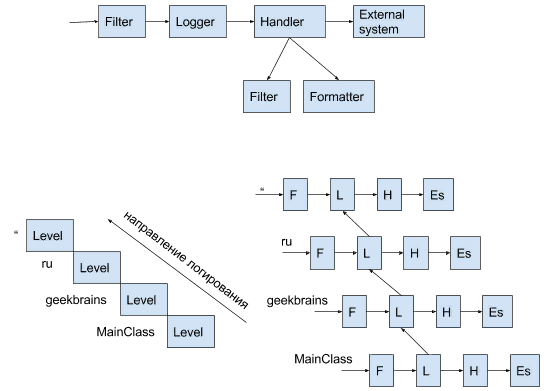 Filter
Logger
Handler
External
system
Filter
Formatter
"
F
L
H
Es
"
Level
ru
Level
geekbrains
Level
MainClass
Level
направление логирования
ru
F
L
H
Es
geekbrains
F
L
H
Es
MainClass
F
L
H
Es